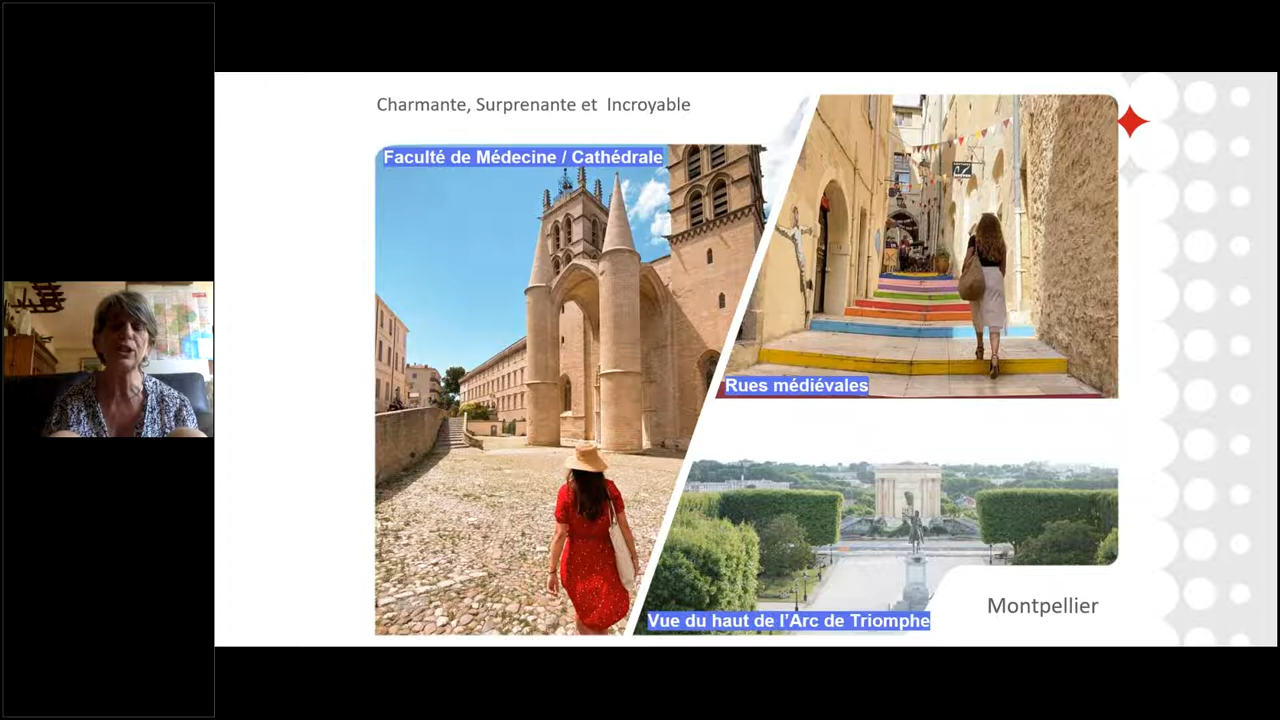 Charmante, Surprenante et  Incroyable
Faculté de Médecine / Cathédrale
Rues médiévales
Vue du haut de l'Arc de Triomphe
Montpellier